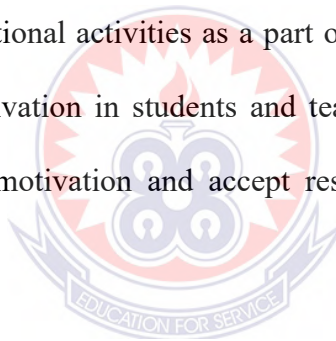 tional activities as a part o
vation in students and tea
motivation and accept res
EDUCATION FOR SERVICE